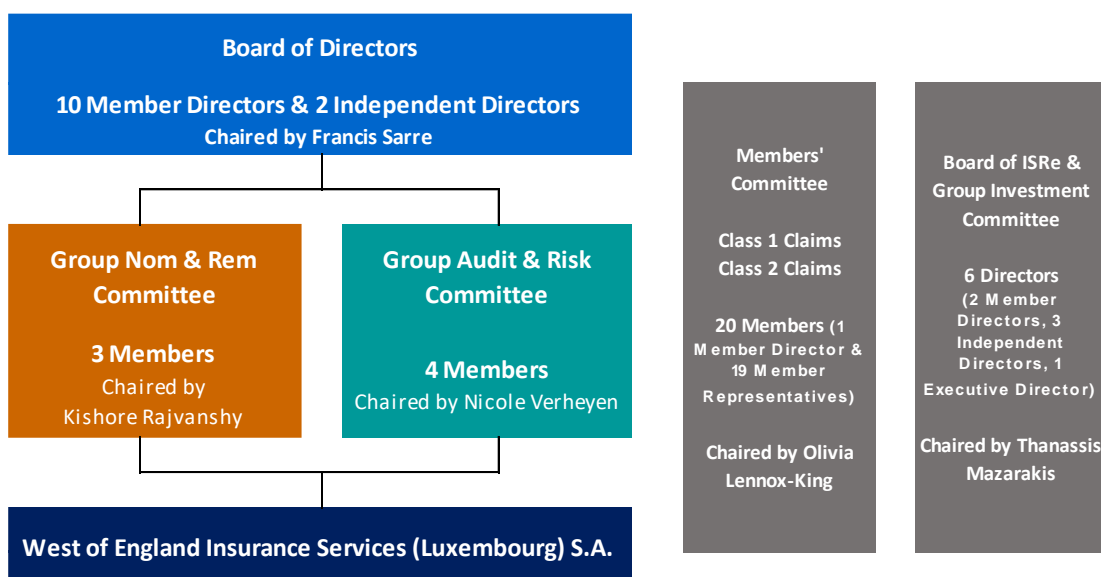 Board of Directors
10 Member Directors & 2 Independent Directors
Chaired by Francis Sarre
Group Nom & Rem
Committee
3 Members
Chaired by
Kishore Rajvanshy
Group Audit & Risk
Committee
4 Members
Chaired by Nicole Verheyen
West of England Insurance Services (Luxembourg) S.A.
Members'
Committee
Class 1 Claims
Class 2 Claims
20 Members (1
Member Director &
19 Member
Representatives)
Chaired by Olivia
Lennox-King
Board of ISRe &
Group Investment
Committee
6 Directors
(2 Member
Directors, 3
Independent
Directors, 1
Executive Director)
Chaired by Thanassis
Mazarakis